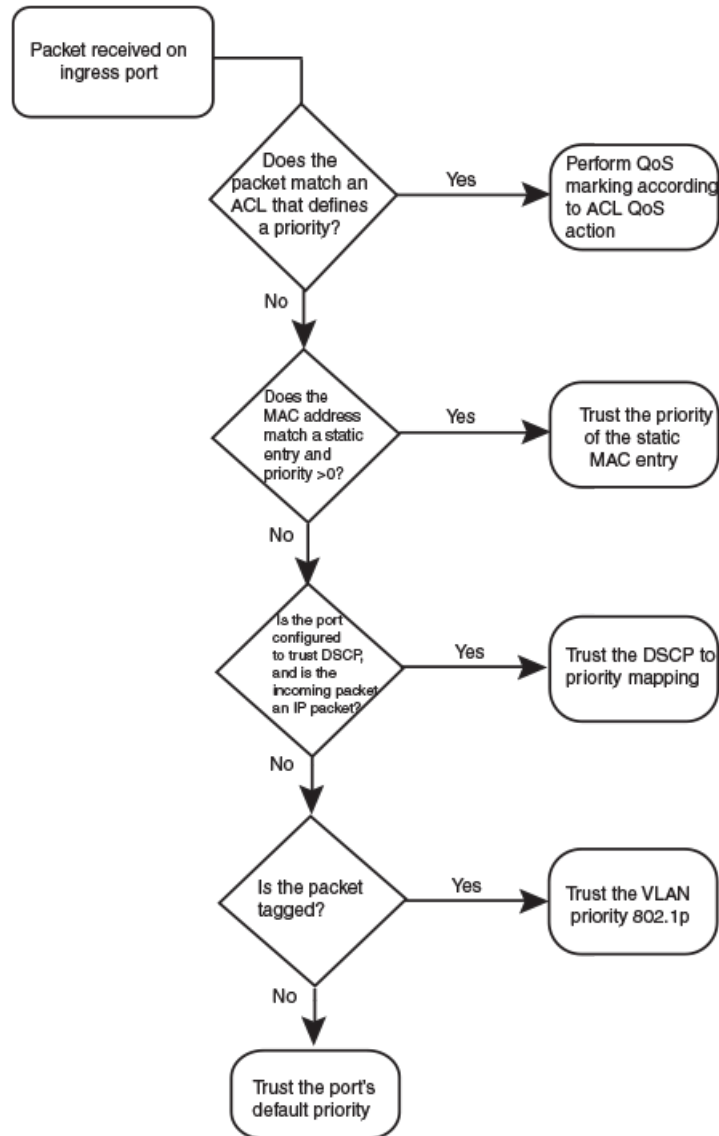 Packet received on
ingress port
Does the
packet match an
ACL that defines
a priority?
Yes
Perform QoS
marking according
to ACL QoS
action
No
Does the
MAC address
match a static
entry and
priority >0?
Yes
Trust the priority
of the static
MAC entry
No
Is the port
configured
to trust DSCP,
and is the
incoming packet
an IP packet?
Yes
Trust the DSCP to
priority mapping
No
Is the packet
tagged?
Yes
Trust the VLAN
priority 802.1p
No
Trust the port's
default priority